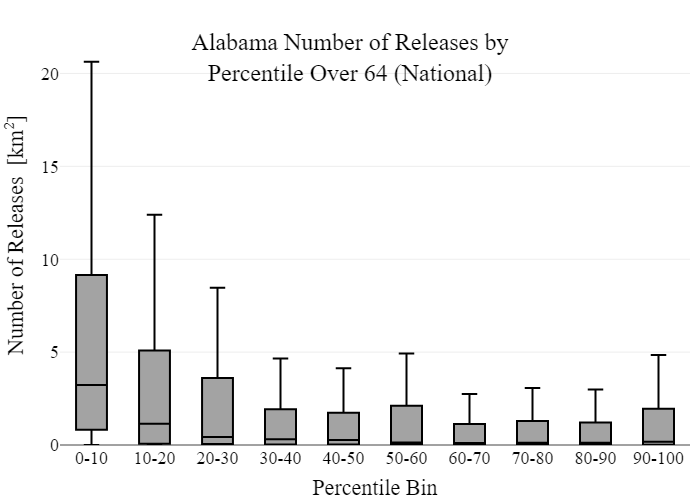 Alabama Number of Releases by
Percentile Over 64 (National)
Number of Releases [km²]
20
15
10
5
0
0-10 10-20 20-30 30-40 40-50 50-60 60-70 70-80 80-90 90-100
Percentile Bin